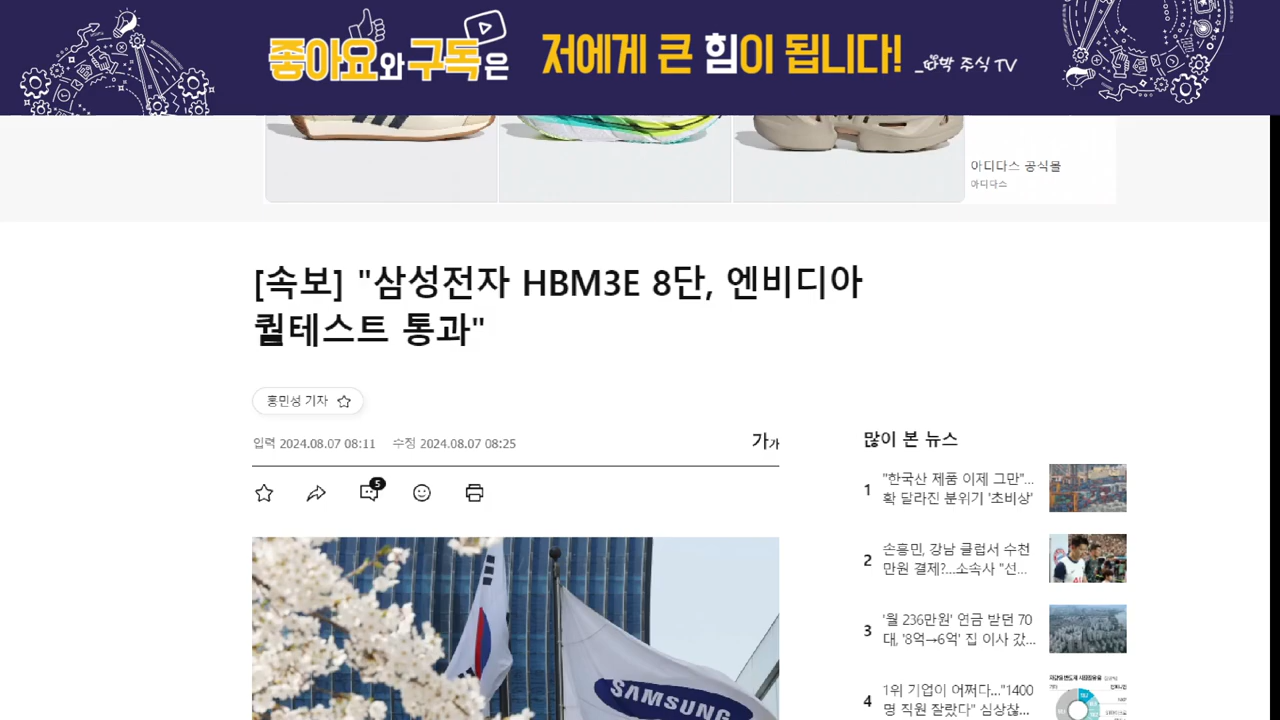 좋아요와 구독은 저에게 큰 힘이 됩니다!
주식 TV
아디다스 공식몰
아디다스
[속보] "삼성전자 HBM3E 8단, 엔비디아
퀄테스트 통과"
홍민성 기자
입력 2024.08.07 08:11 수정 2024.08.07 08:25
가가
5
SAMSUNG
많이 본 뉴스
1
"한국산 제품 이제 그만"...
확 달라진 분위기 '초비상'
2
손흥민, 강남 클럽서 수천
만원 결제?...소속사 "선...
3
'월 236만원' 연금 받던 70
대, '8억→6억' 집 이사 갔...
4
1위 기업이 어쩌다..."1400
명 직원 잘랐다" 심상찮...